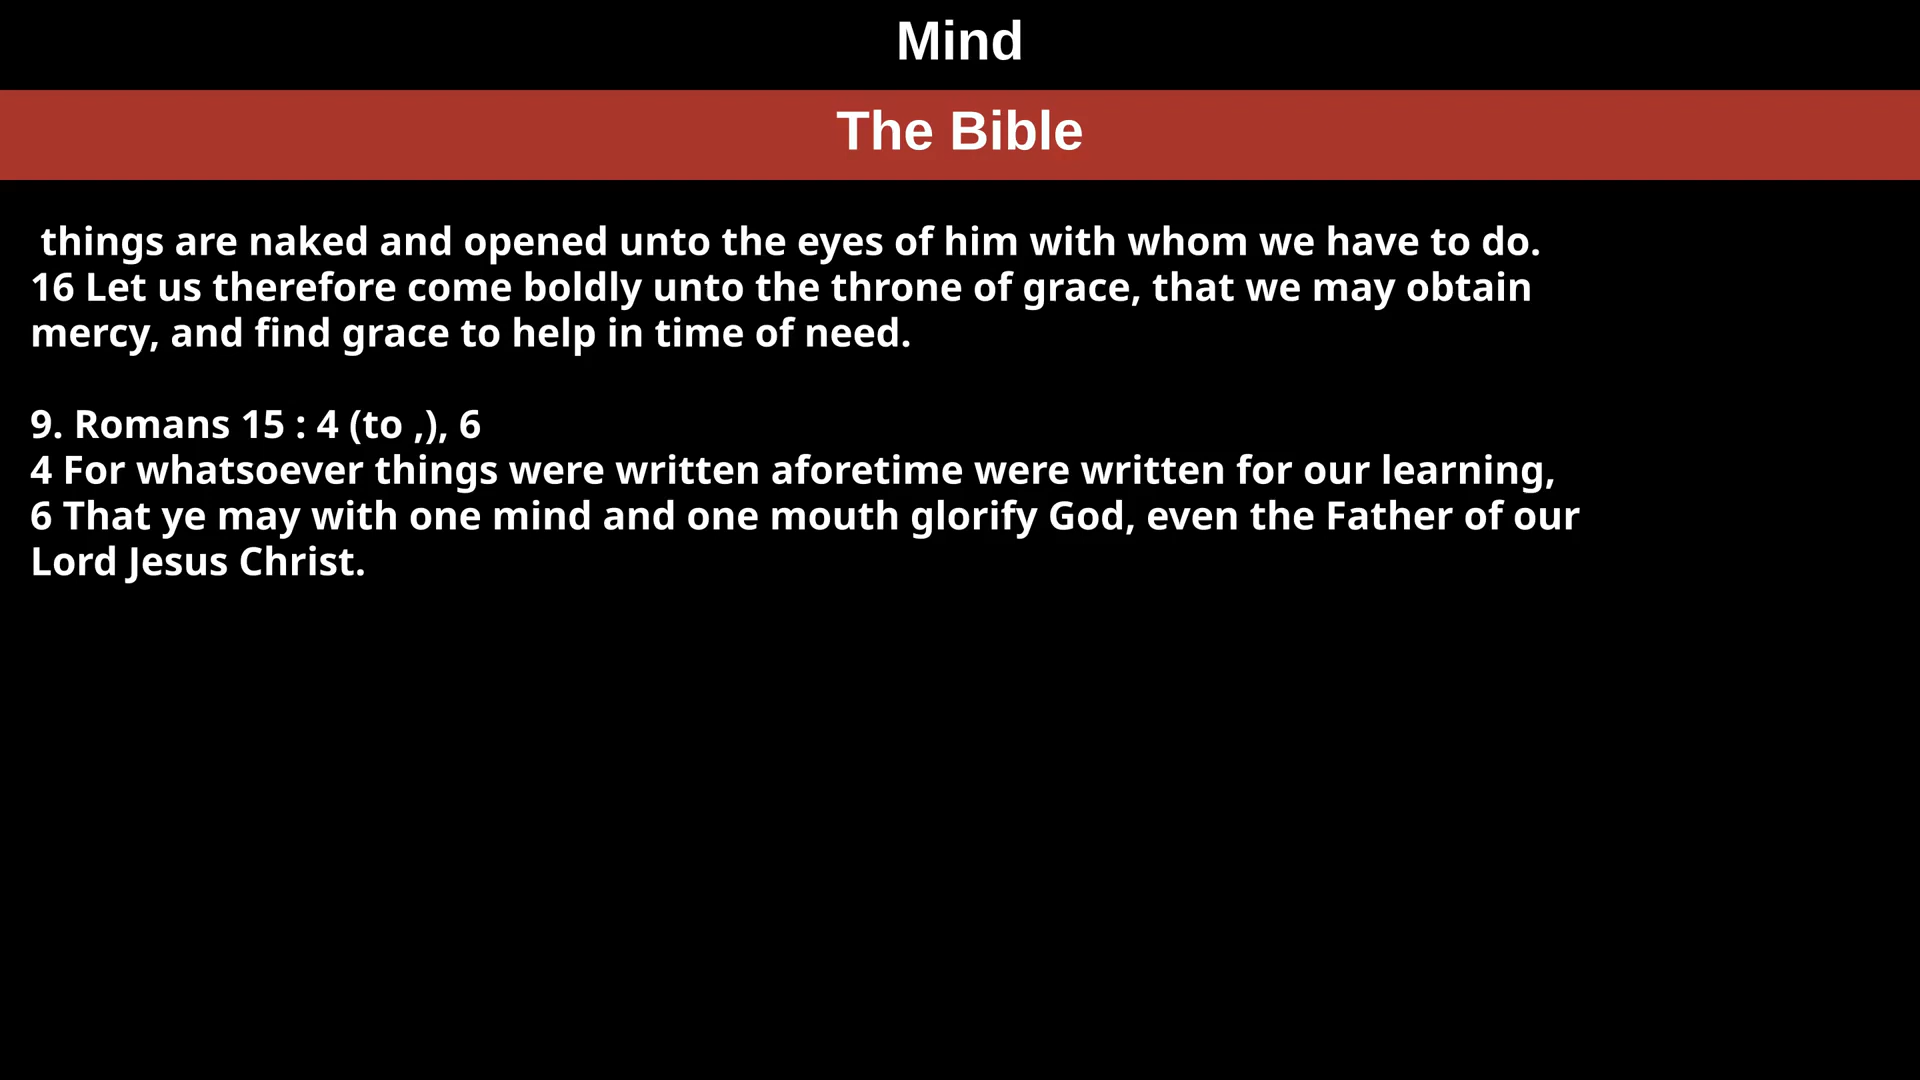 Mind
The Bible
things are naked and opened unto the eyes of him with whom we have to do.
16 Let us therefore come boldly unto the throne of grace, that we may obtain
mercy, and find grace to help in time of need.
9. Romans 15 : 4 (to ,), 6
4 For whatsoever things were written aforetime were written for our learning,
6 That ye may with one mind and one mouth glorify God, even the Father of our
Lord Jesus Christ.